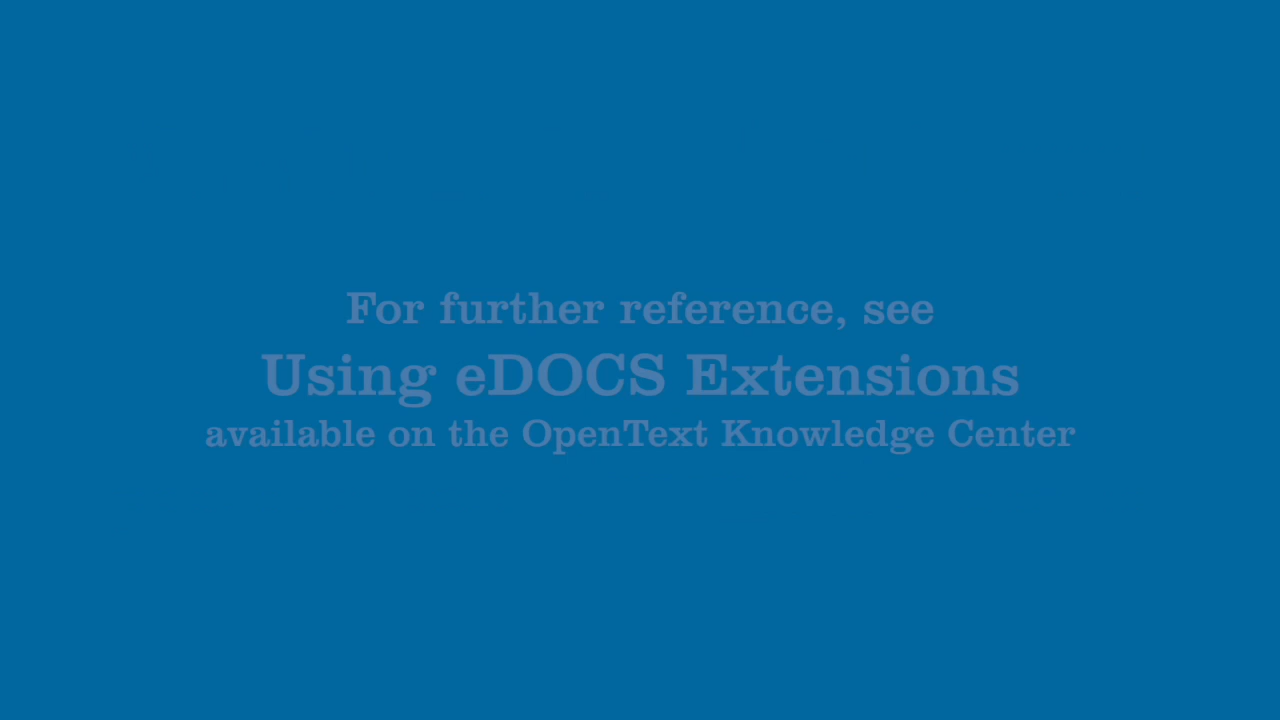 For further reference, see
Using eDOCS Extensions
available on the OpenText Knowledge Center